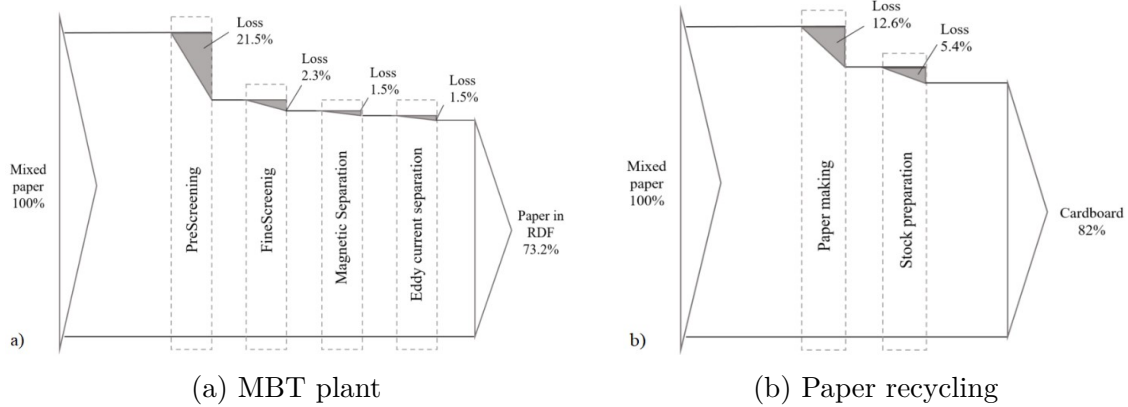 Loss
21.5%
Loss
2.3%
Loss
1.5%
Loss
1.5%
Mixed
paper
100%
PreScreening
FineScreenig
Magnetic Separation
Eddy current separation
Paper in
RDF
73.2%
a)
(a) MBT plant
Loss
12.6%
Loss
5.4%
Mixed
paper
100%
Paper making
Stock preparation
Cardboard
82%
b)
(b) Paper recycling